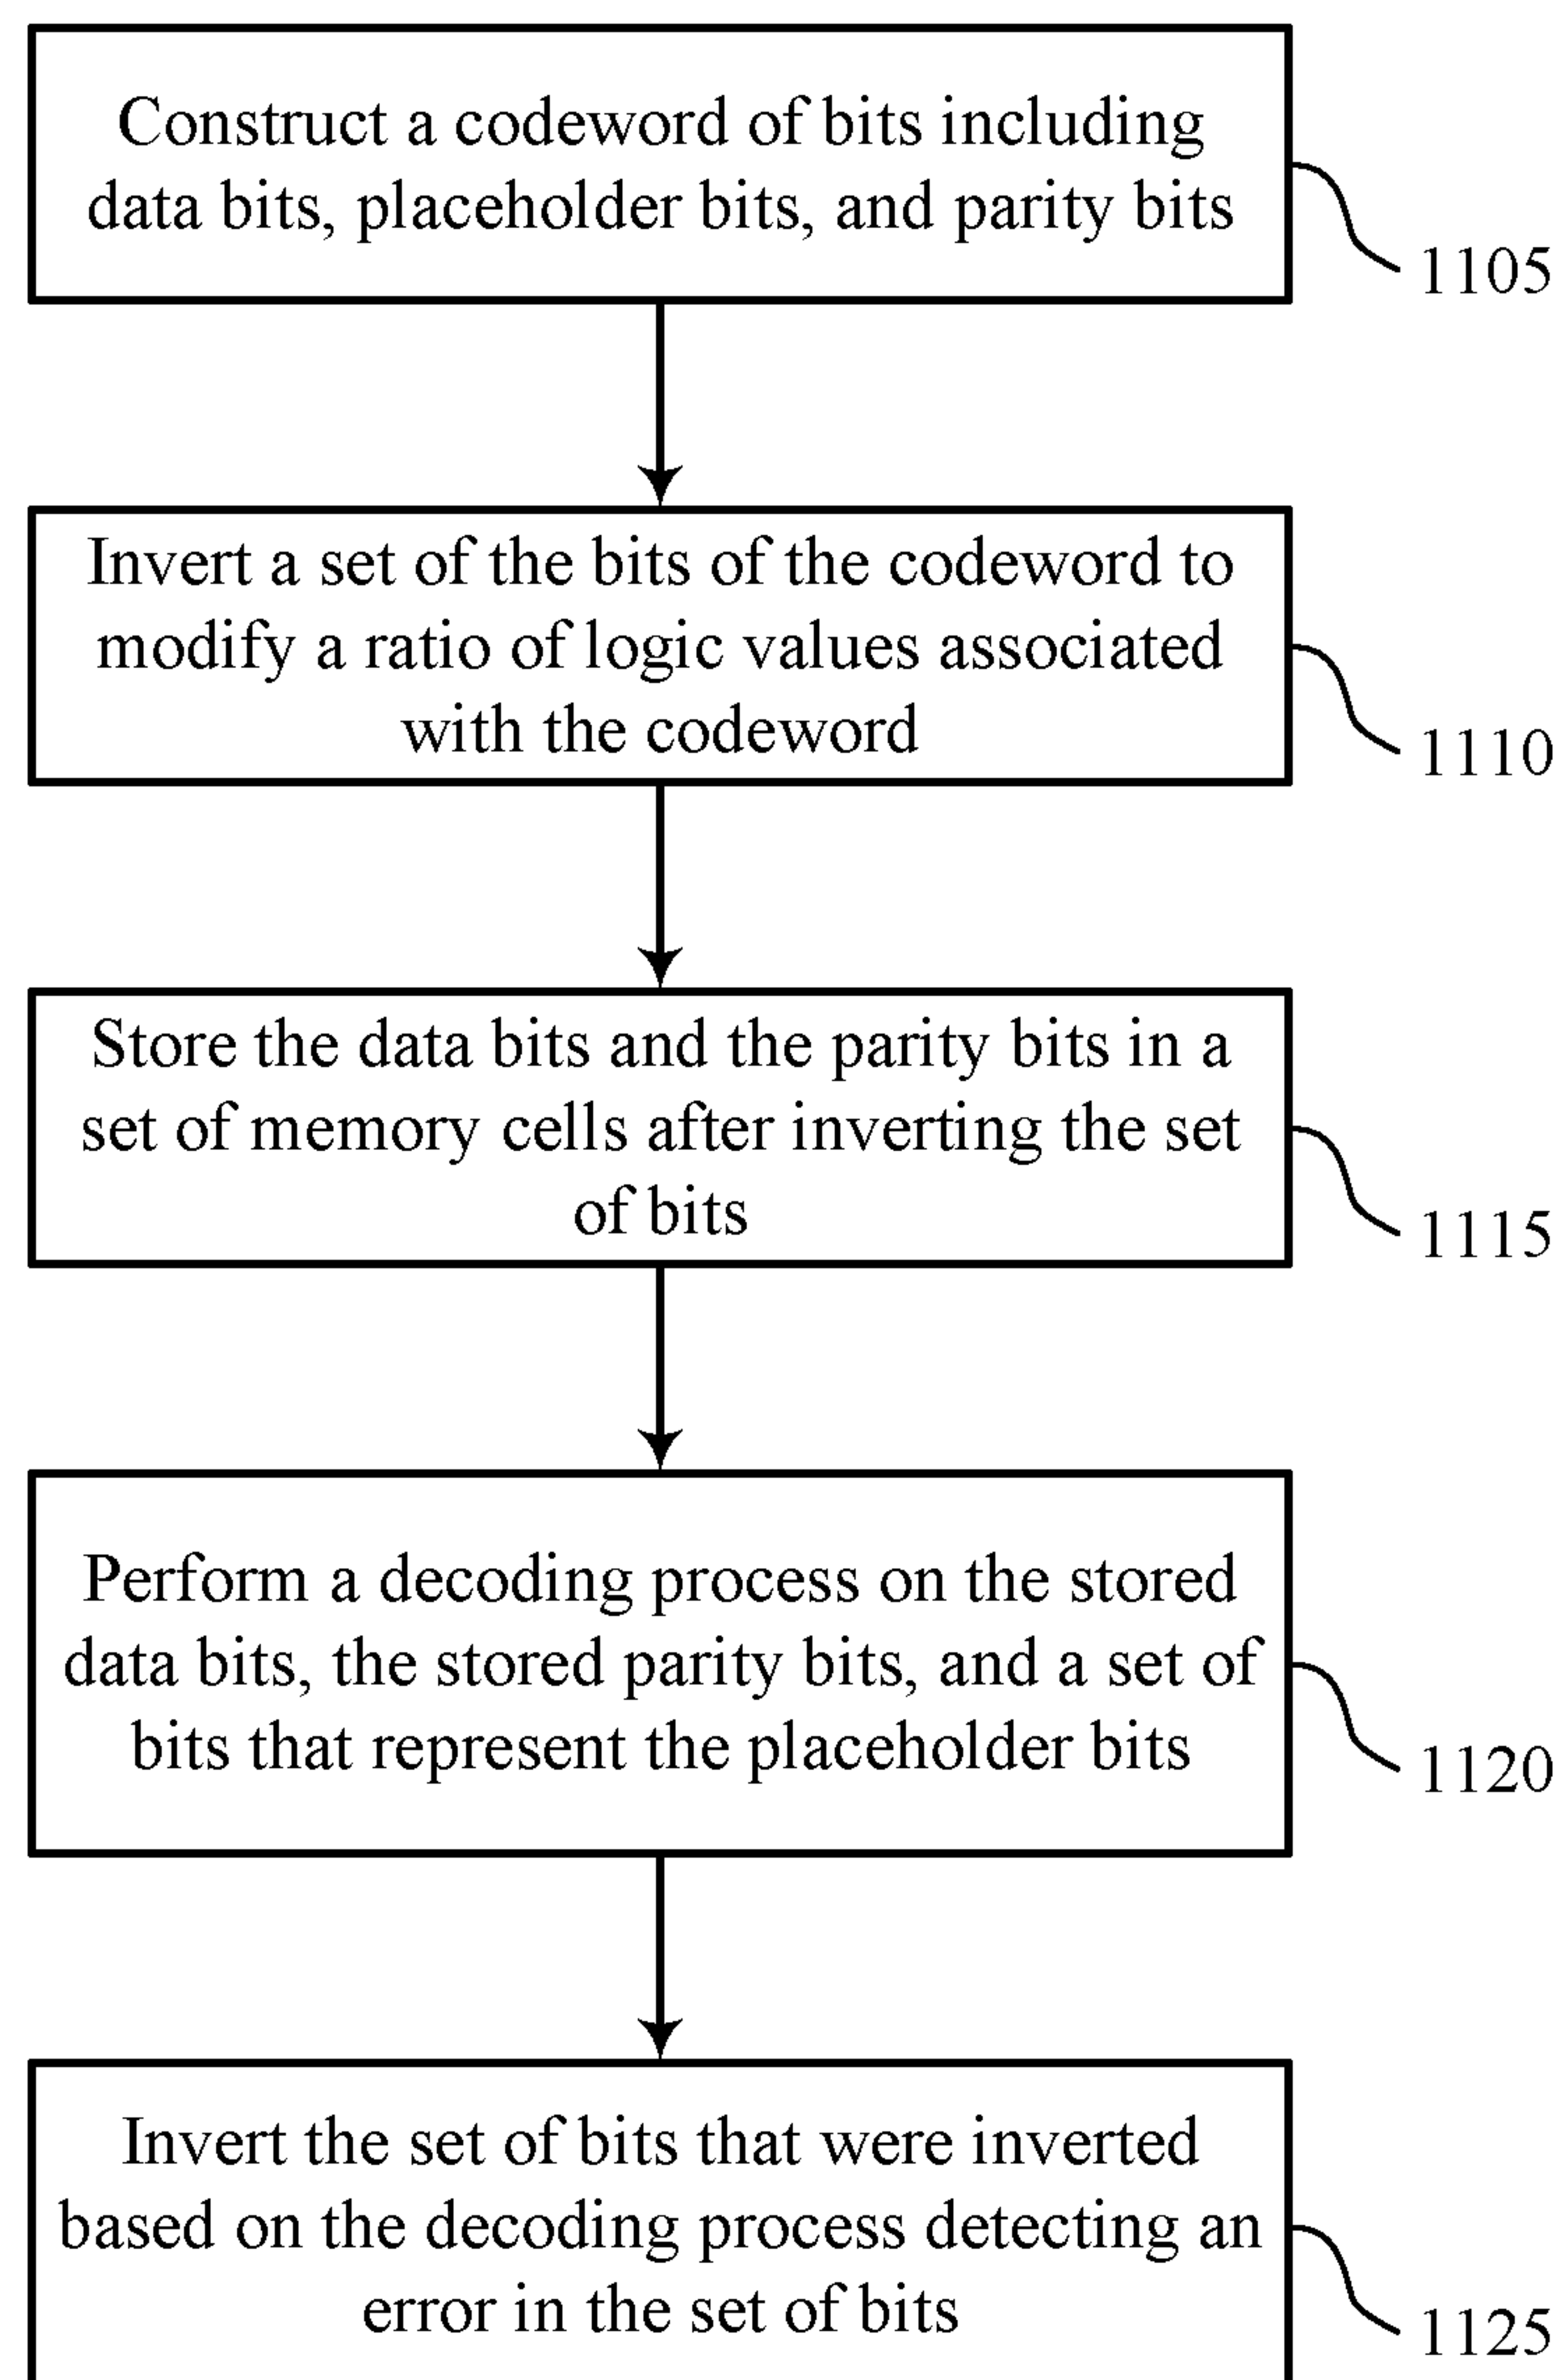 Construct a codeword of bits including
data bits, placeholder bits, and parity bits
1105
Invert a set of the bits of the codeword to
modify a ratio of logic values associated
with the codeword
1110
Store the data bits and the parity bits in a
set of memory cells after inverting the set
of bits
1115
Perform a decoding process on the stored
data bits, the stored parity bits, and a set of
bits that represent the placeholder bits
1120
Invert the set of bits that were inverted
based on the decoding process detecting an
error in the set of bits
1125